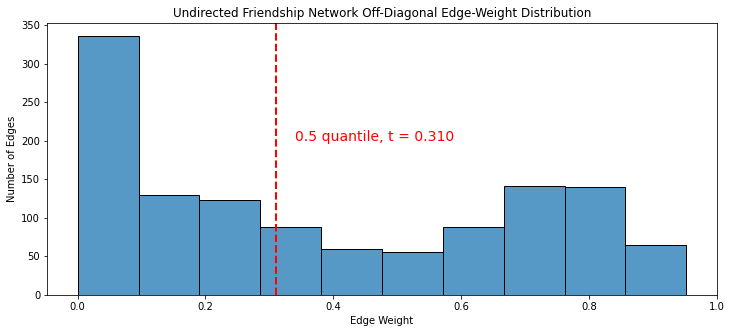 Undirected Friendship Network Off-Diagonal Edge-Weight Distribution
350
300
250
200
150
100
50
0
Number of Edges
0.5 quantile, t = 0.310
0.0 0.2 0.4 0.6 0.8 1.0
Edge Weight